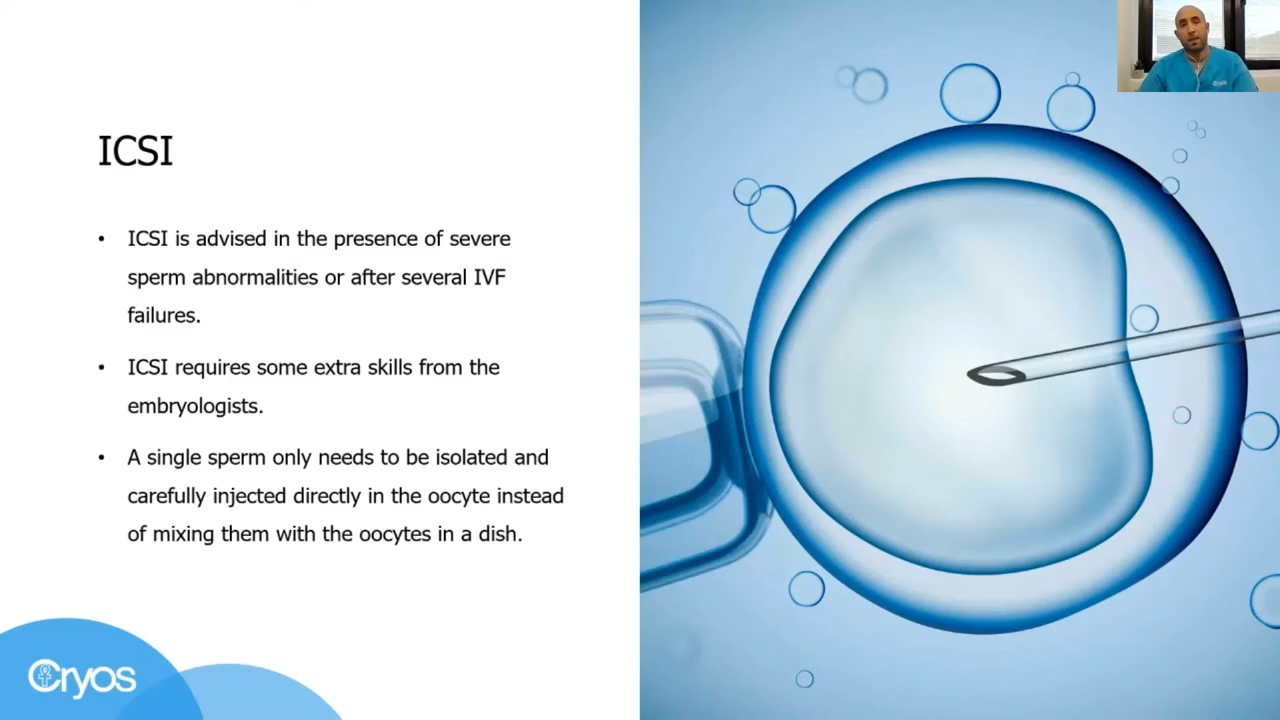 ICSI
• ICSI is advised in the presence of severe
sperm abnormalities or after several IVF
failures.
• ICSI requires some extra skills from the
embryologists.
• A single sperm only needs to be isolated and
carefully injected directly in the oocyte instead
of mixing them with the oocytes in a dish.
Cryos
Cryos